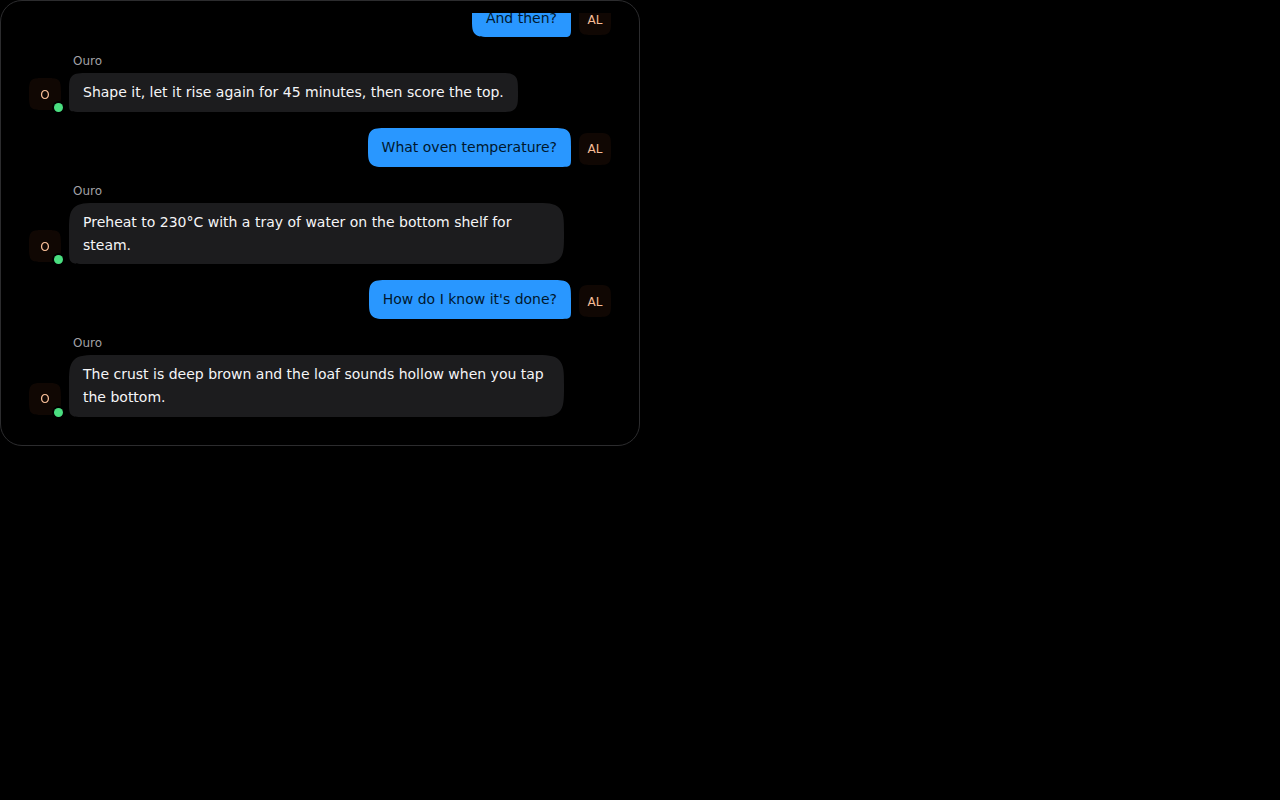 And then?
AL
Ouro
O
Shape it, let it rise again for 45 minutes, then score the top.
What oven temperature?
AL
Ouro
O
Preheat to 230°C with a tray of water on the bottom shelf for
steam.
How do I know it's done?
AL
Ouro
O
The crust is deep brown and the loaf sounds hollow when you tap
the bottom.